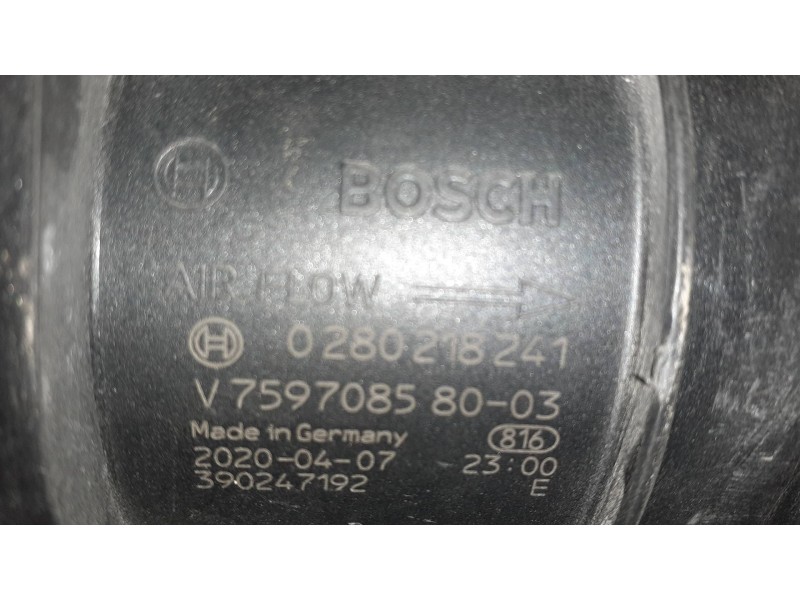 BOSCH
AIR FLOW
0 280 218 241
V 7597085 80-03
Made in Germany 816
2020-04-07 23:00
390247192 E